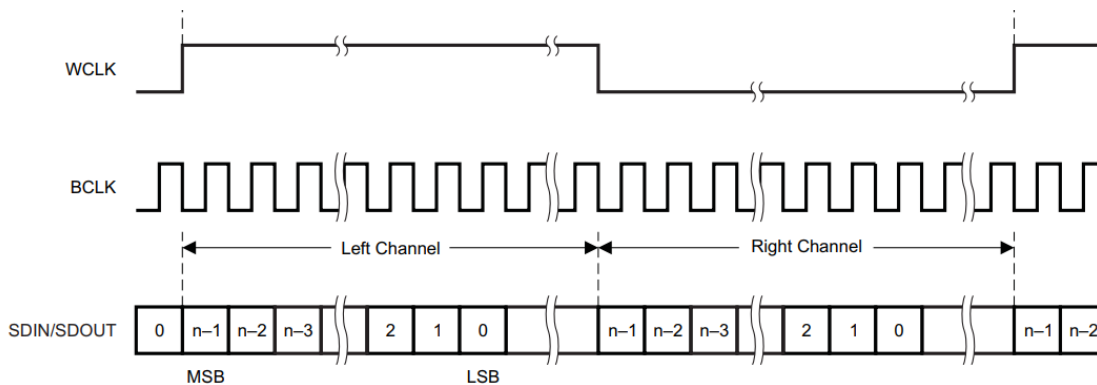 WCLK
BCLK
Left Channel Right Channel
SDIN/SDOUT 0 n–1 n–2 n–3 2 1 0 n–1 n–2 n–3 2 1 0 n–1 n–2
MSB LSB